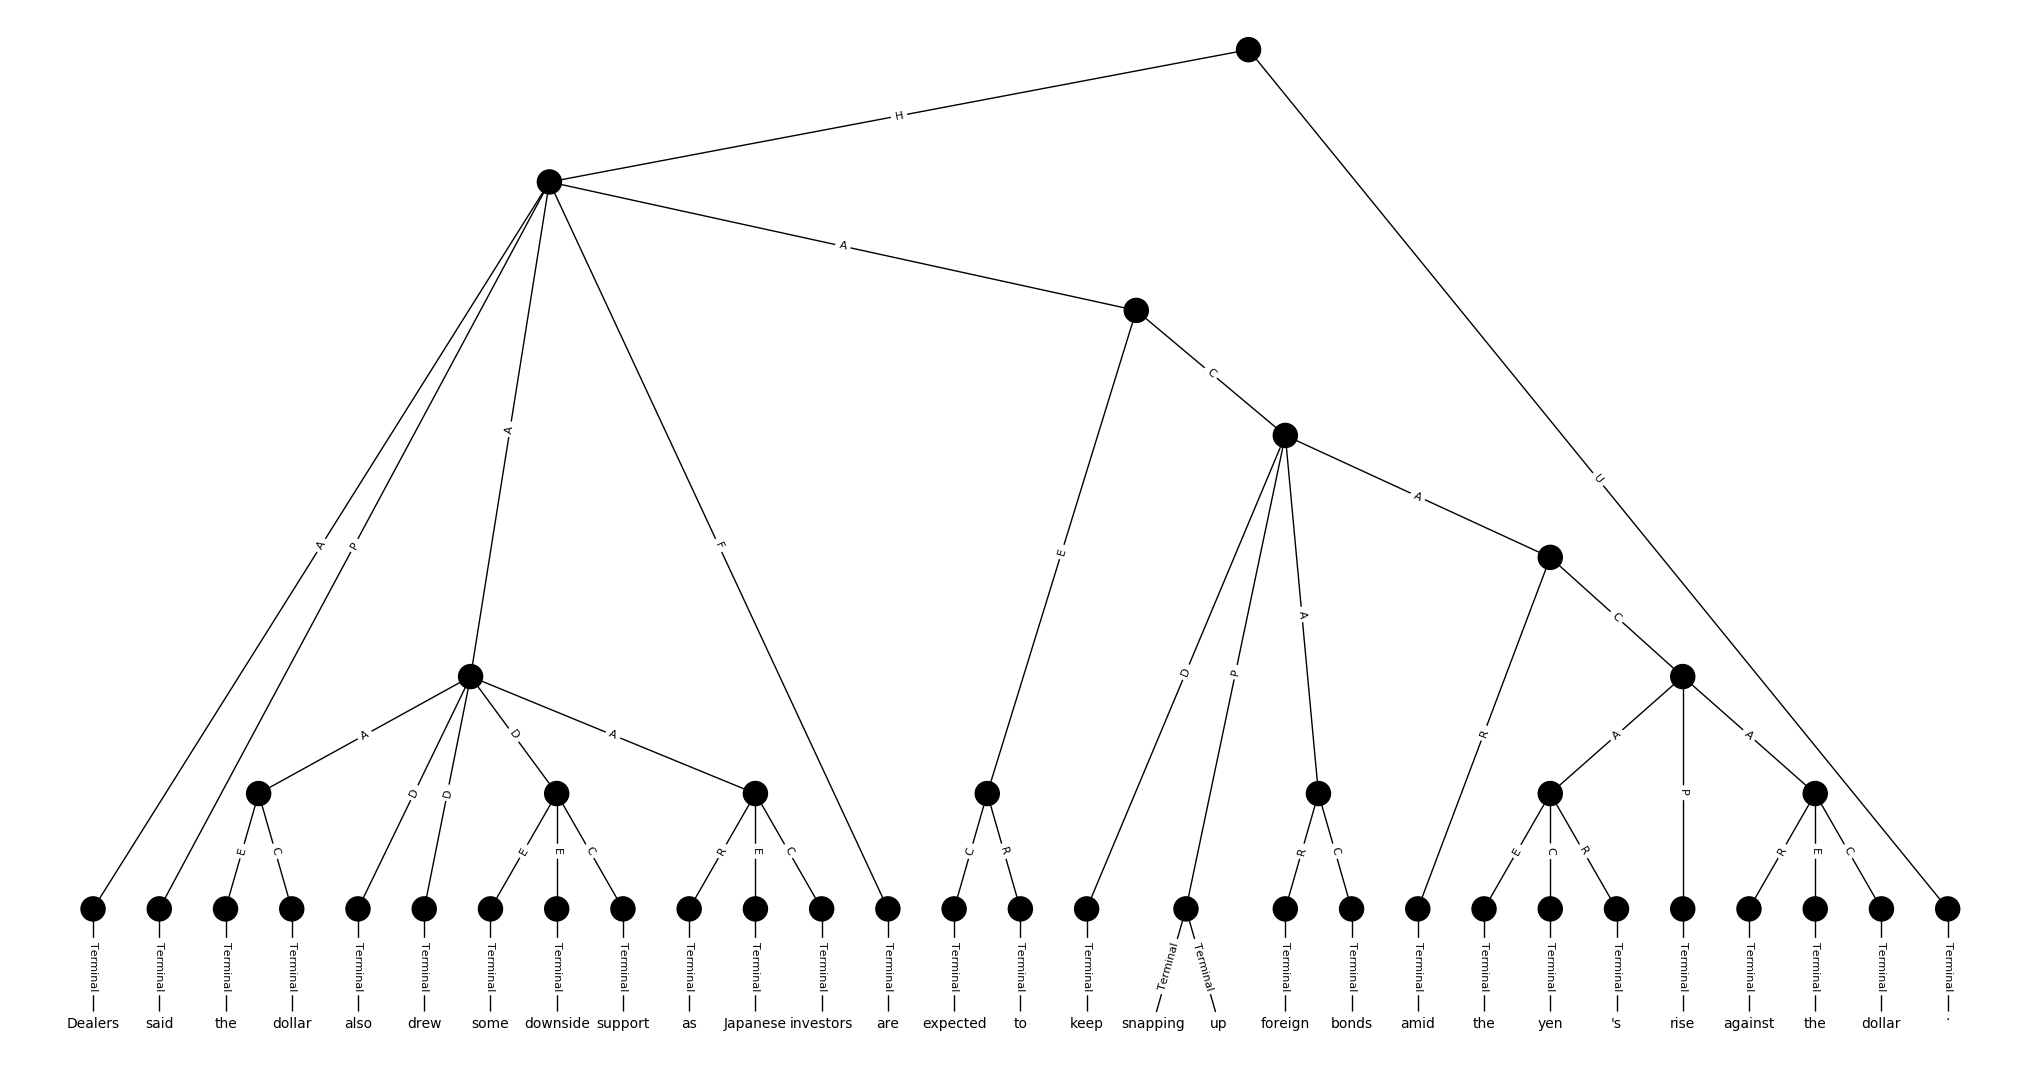 H
A
A
U
C
A
A
P
F
E
A
D
P
R
C
A
D
D
D
A
A
P
A
E
C
E
E
C
R
E
C
C
R
R
C
E
C
R
R
E
C
Terminal Terminal Terminal Terminal Terminal Terminal Terminal Terminal Terminal Terminal Terminal Terminal Terminal Terminal Terminal Terminal Terminal Terminal Terminal Terminal Terminal Terminal Terminal Terminal Terminal Terminal Terminal Terminal Terminal
Dealers said the dollar also drew some downside support as Japanese investors are expected to keep snapping up foreign bonds amid the yen 's rise against the dollar .